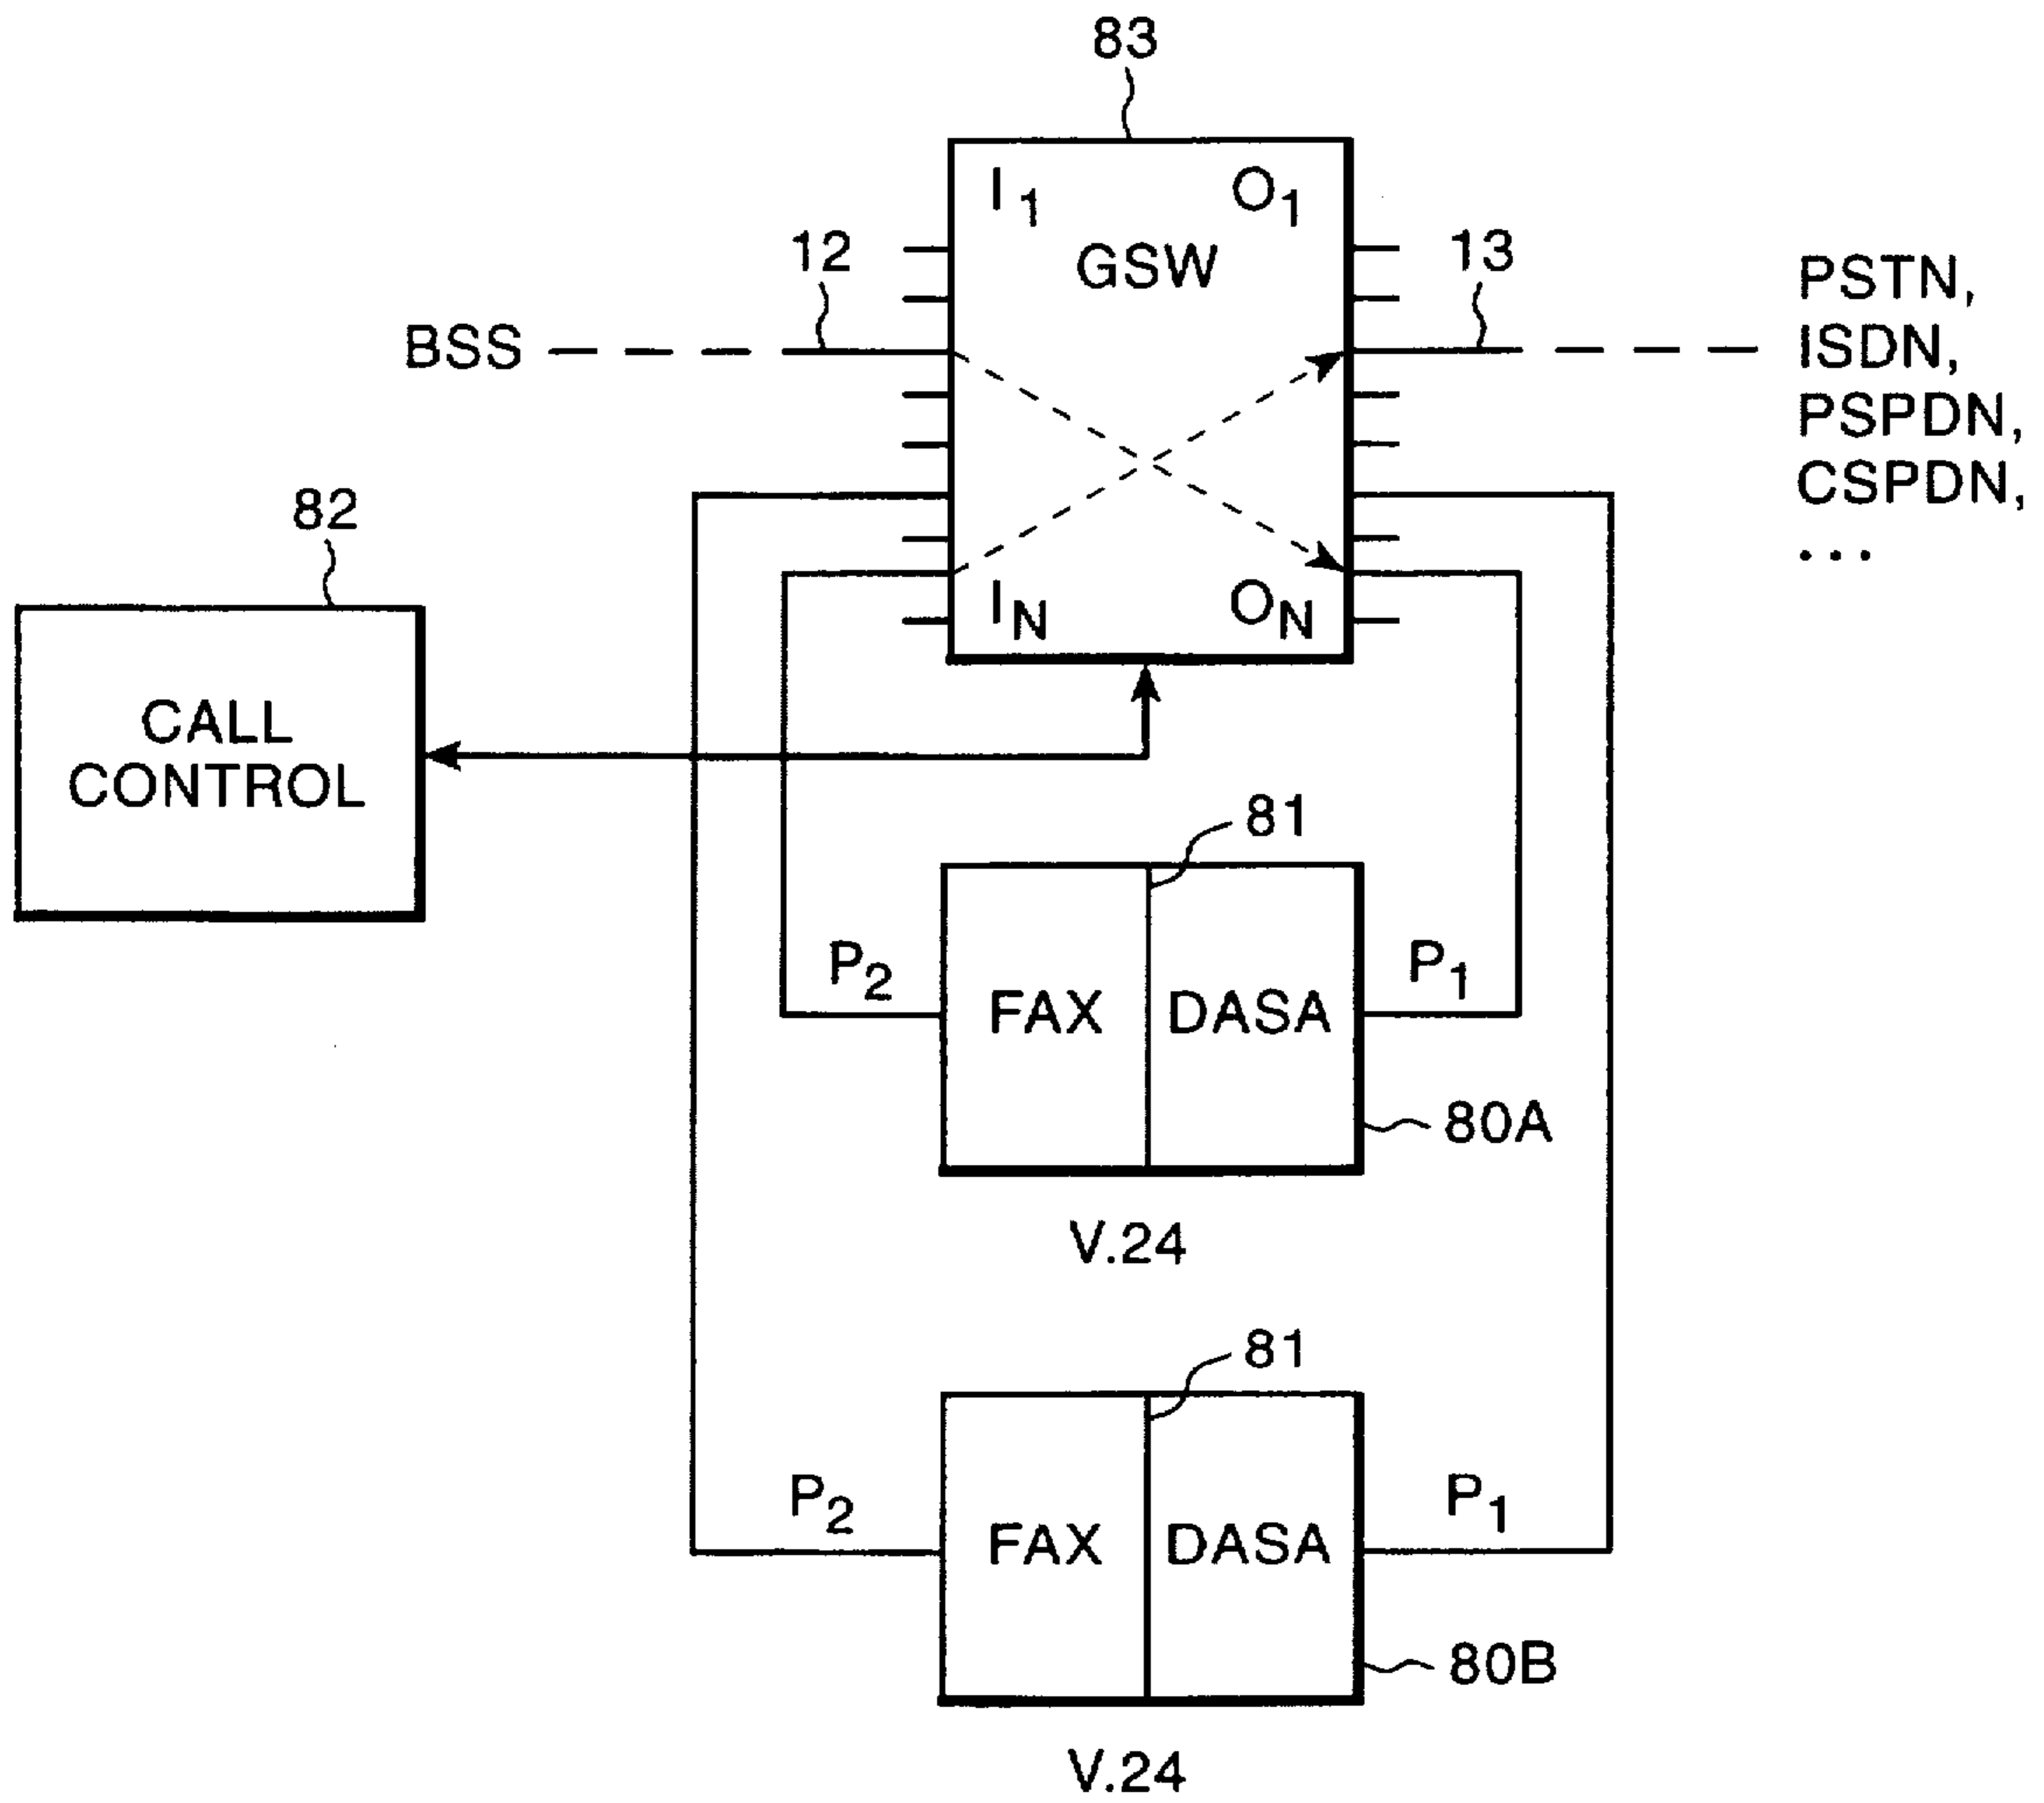 83
I1 O1
GSW
12
13
BSS
PSTN,
ISDN,
PSPDN,
CSPDN,
...
82
IN ON
CALL
CONTROL
81
P2
P1
FAX DASA
80A
V.24
81
P2
P1
FAX DASA
80B
V.24